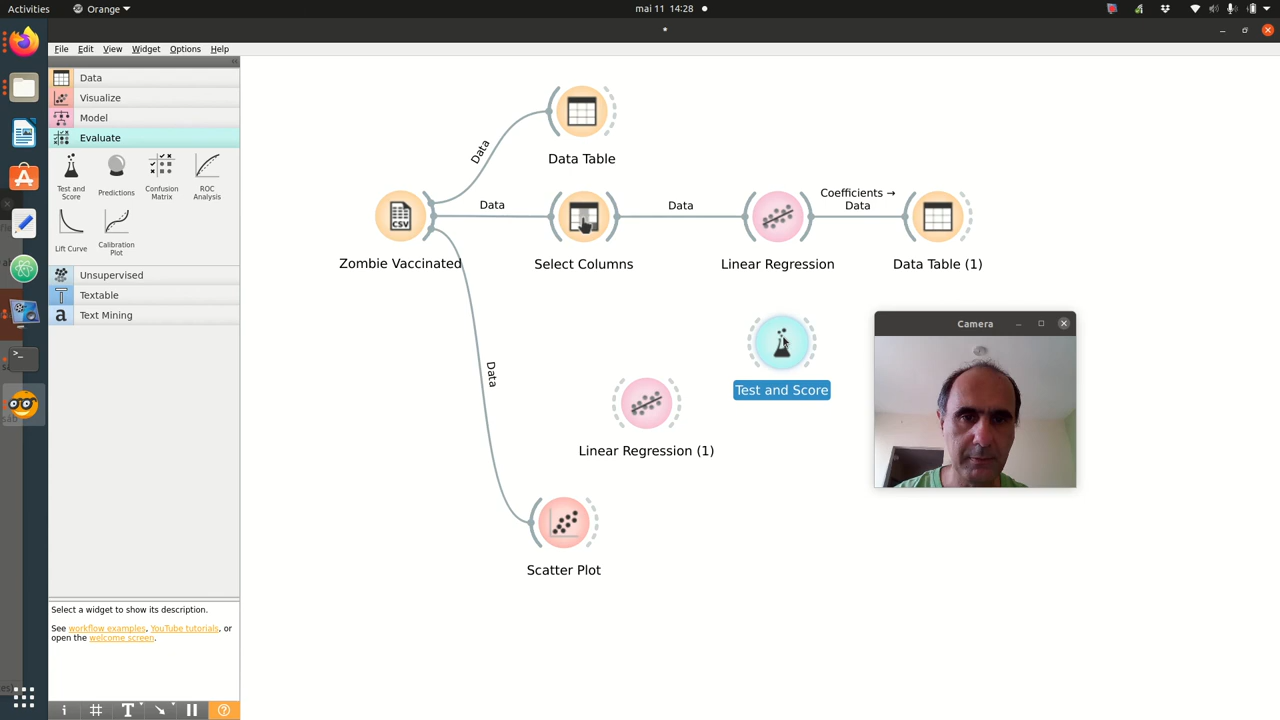 Activities
Orange
mai 11 14:28
*
File Edit View Widget Options Help
Data
Visualize
Model
Evaluate
Test and Score
Predictions
Confusion Matrix
ROC Analysis
Lift Curve
Calibration Plot
Unsupervised
Textable
Text Mining
Select a widget to show its description.
See workflow examples, YouTube tutorials, or
open the welcome screen.
Data
Data Table
Zombie Vaccinated
Data
Select Columns
Data
Linear Regression
Coefficients →
Data
Data Table (1)
Data
Test and Score
Linear Regression (1)
Scatter Plot
Camera